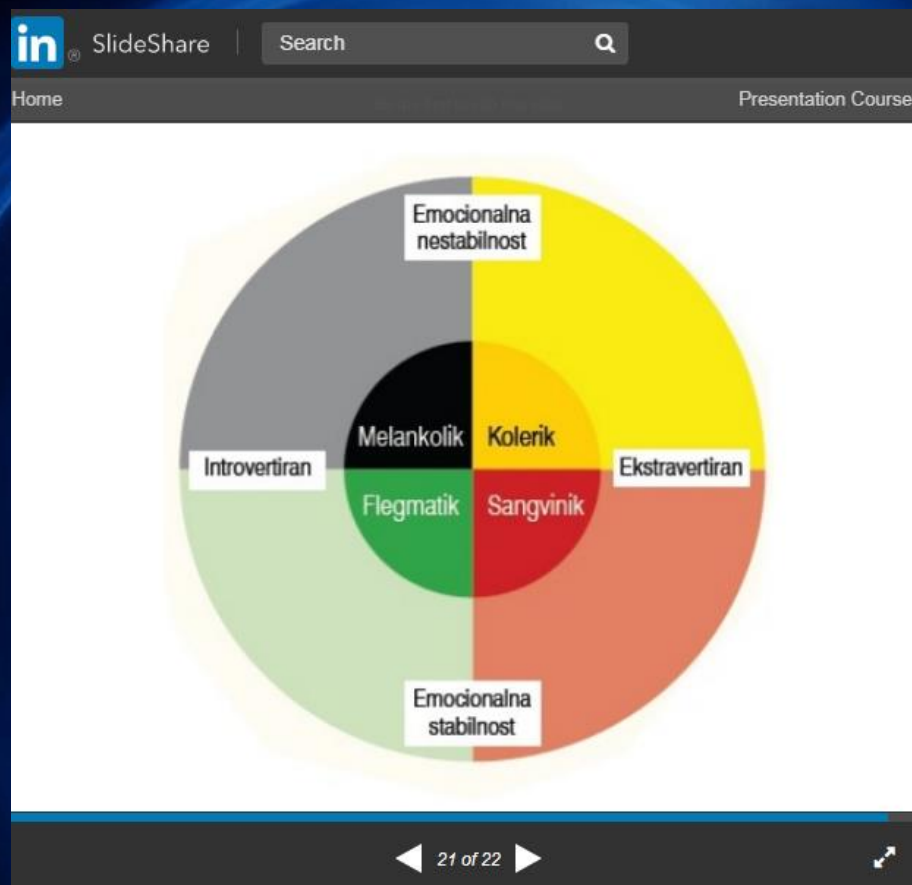 in ® SlideShare
Search
Home
Presentation Course
Emocionalna
nestabilnost
Melankolik
Kolerik
Introvertiran
Ekstravertiran
Flegmatik
Sangvinik
Emocionalna
stabilnost
21 of 22